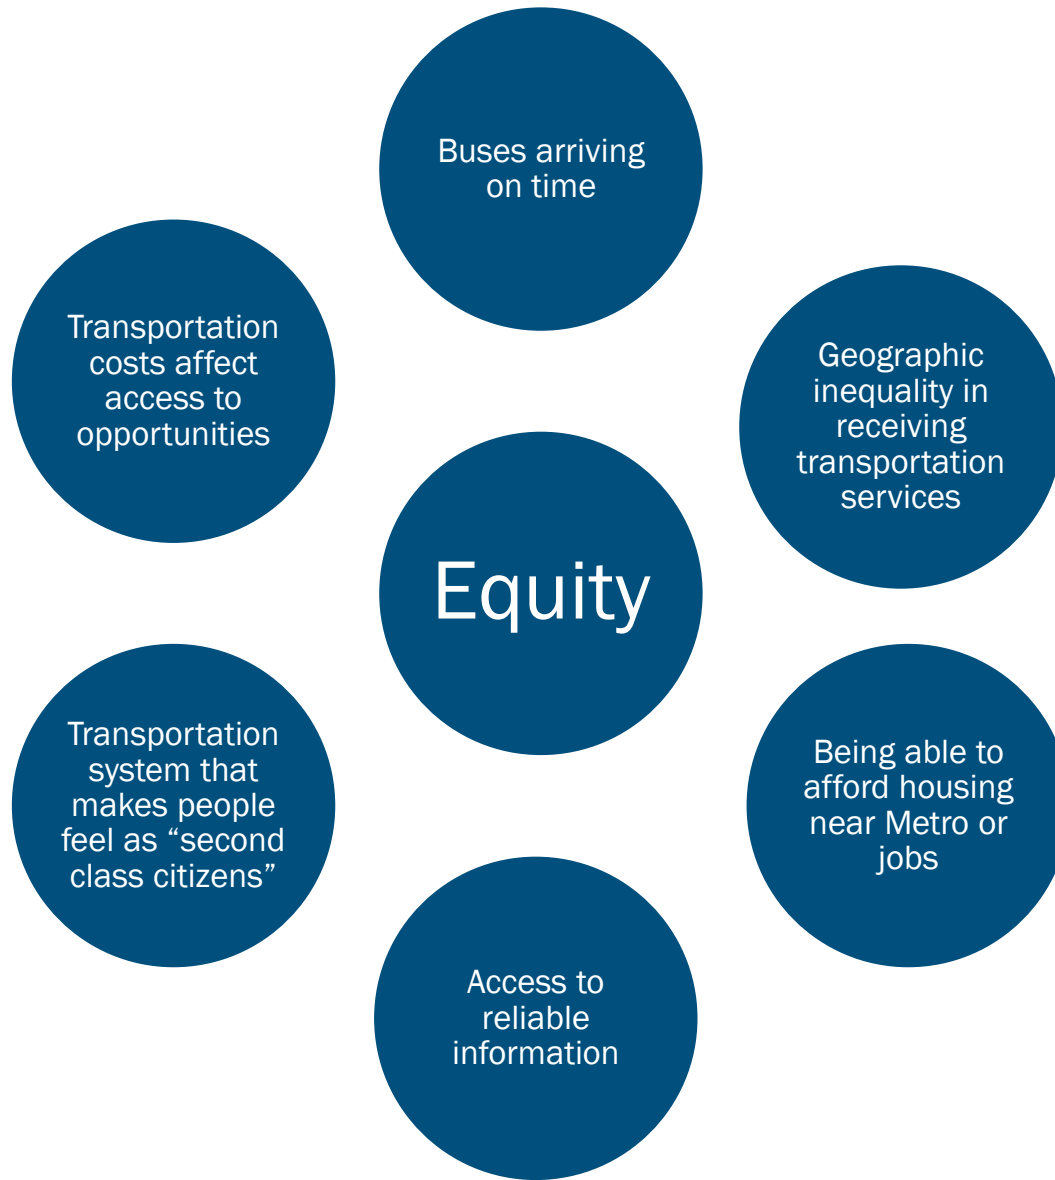 Buses arriving
on time
Transportation
costs affect
access to
opportunities
Geographic
inequality in
receiving
transportation
services
Equity
Transportation
system that
makes people
feel as “second
class citizens”
Being able to
afford housing
near Metro or
jobs
Access to
reliable
information